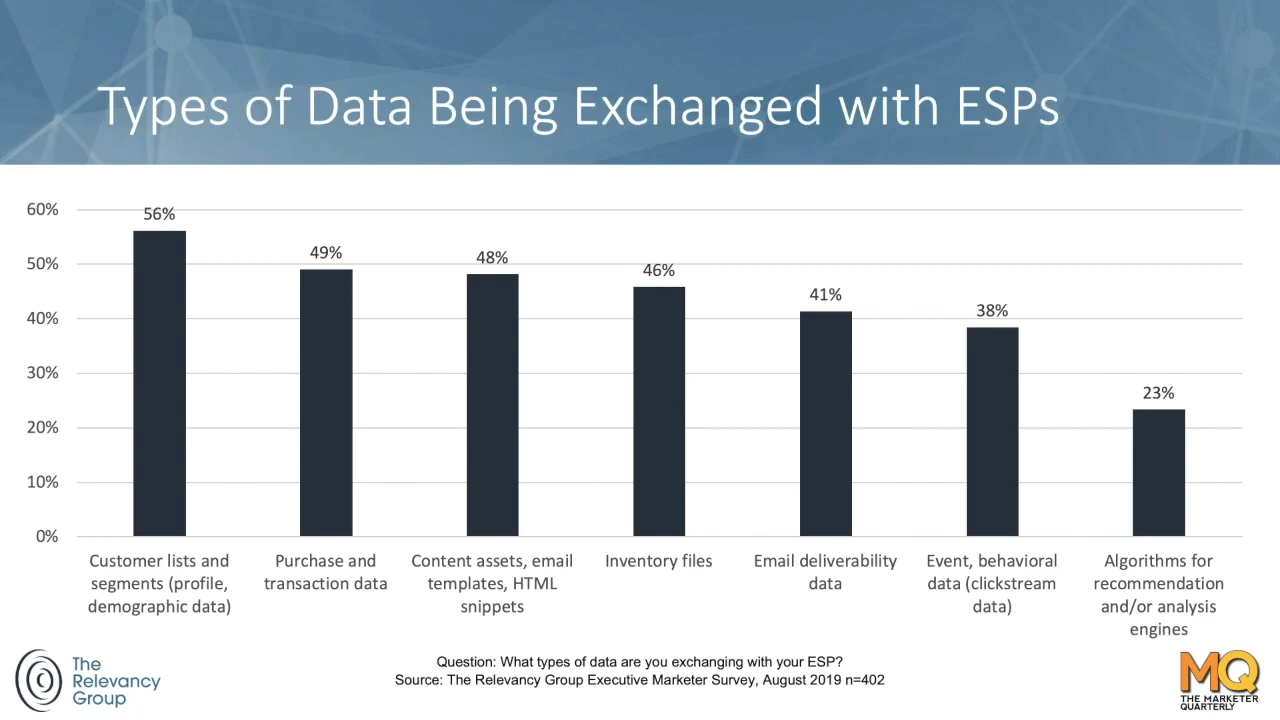 Types of Data Being Exchanged with ESPs
60%
50%
40%
30%
20%
10%
0%
56%
49%
48%
46%
41%
38%
23%
Customer lists and
segments (profile,
demographic data)
Purchase and
transaction data
Content assets, email
templates, HTML
snippets
Inventory files
Email deliverability
data
Event, behavioral
data (clickstream
data)
Algorithms for
recommendation
and/or analysis
engines
The
Relevancy
Group
Question: What types of data are you exchanging with your ESP?
Source: The Relevancy Group Executive Marketer Survey, August 2019 n=402
MQ
THE MARKETER
QUARTERLY